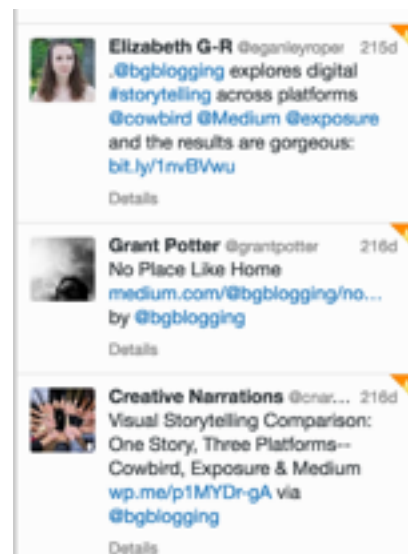 Elizabeth G-R @eganleyroper 215d
.@bgblogging explores digital
#storytelling across platforms
@cowbird @Medium @exposure
and the results are gorgeous:
bit.ly/1nvBVwu
Details
Grant Potter @grantpotter 216d
No Place Like Home
medium.com/@bgblogging/no...
by @bgblogging
Details
Creative Narrations @cnar... 216d
Visual Storytelling Comparison:
One Story, Three Platforms--
Cowbird, Exposure & Medium
wp.me/p1MYDr-gA via
@bgblogging
Details